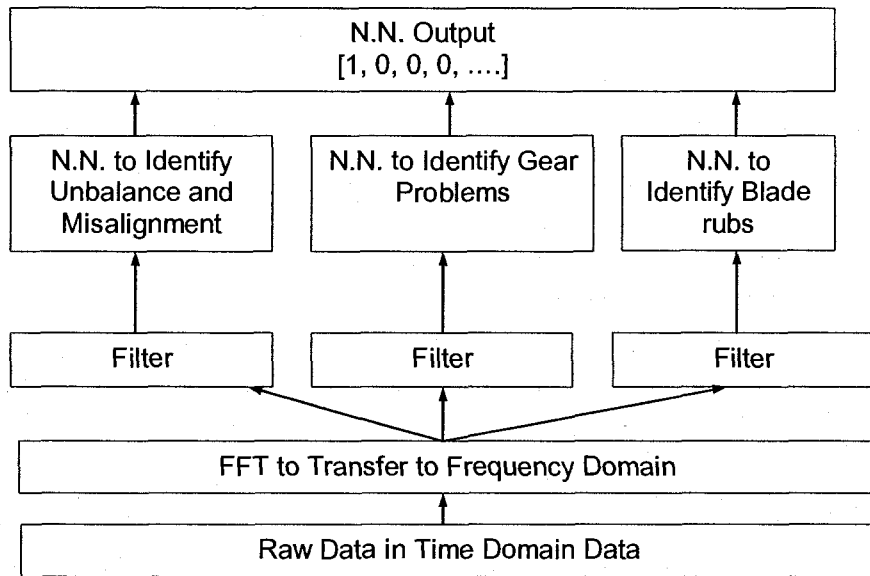 N.N. Output
[1, 0, 0, 0, ....]
N.N. to Identify
Unbalance and
Misalignment
N.N. to Identify Gear
Problems
N.N. to
Identify Blade
rubs
Filter
Filter
Filter
FFT to Transfer to Frequency Domain
Raw Data in Time Domain Data